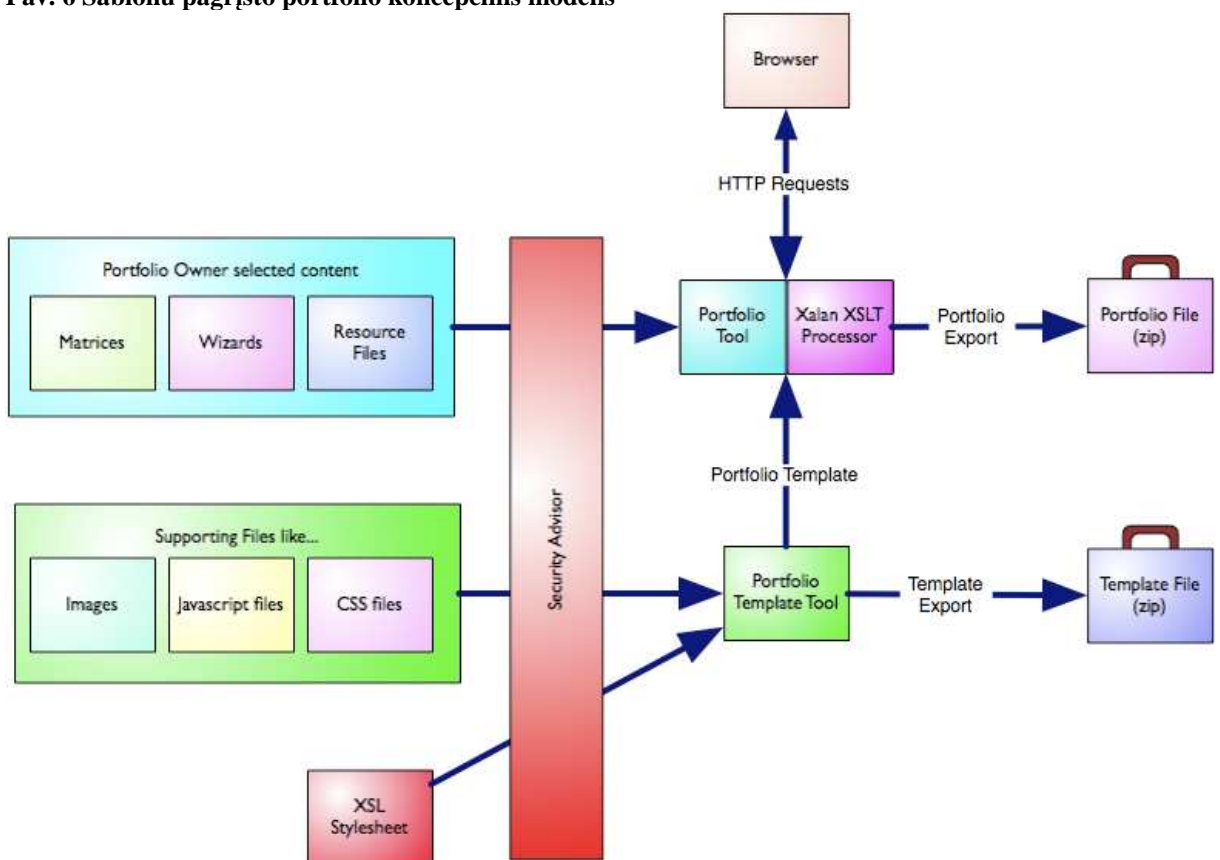 Pav. 6 Šablonu pagrįsto portfolio koncepcinis modelis
Browser
HTTP Requests
Portfolio Owner selected content
Matrices
Wizards
Resource
Files
Portfolio
Tool
Xalan XSLT
Processor
Portfolio
Export
Portfolio File
(zip)
Security Advisor
Portfolio Template
Supporting Files like...
Images
Javascript files
CSS files
Portfolio
Template Tool
Template
Export
Template File
(zip)
XSL
Stylesheet